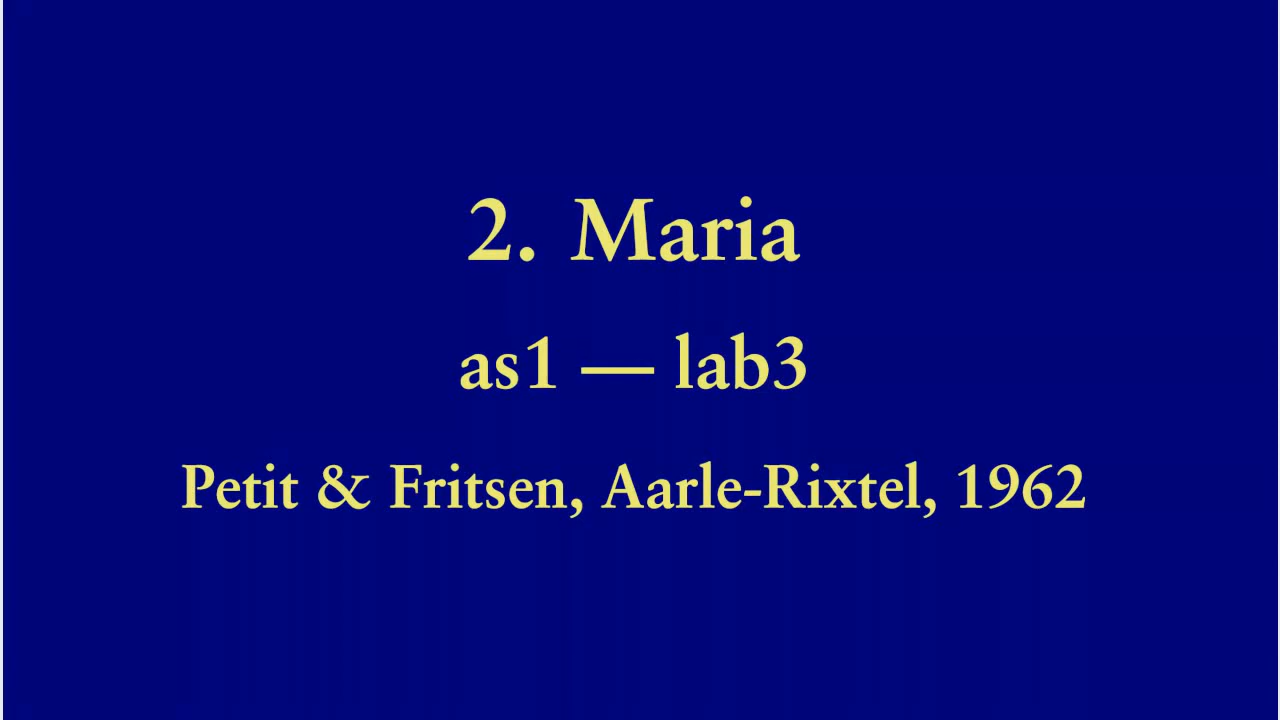 2. Maria
as1 — lab3
Petit & Fritsen, Aarle-Rixtel, 1962